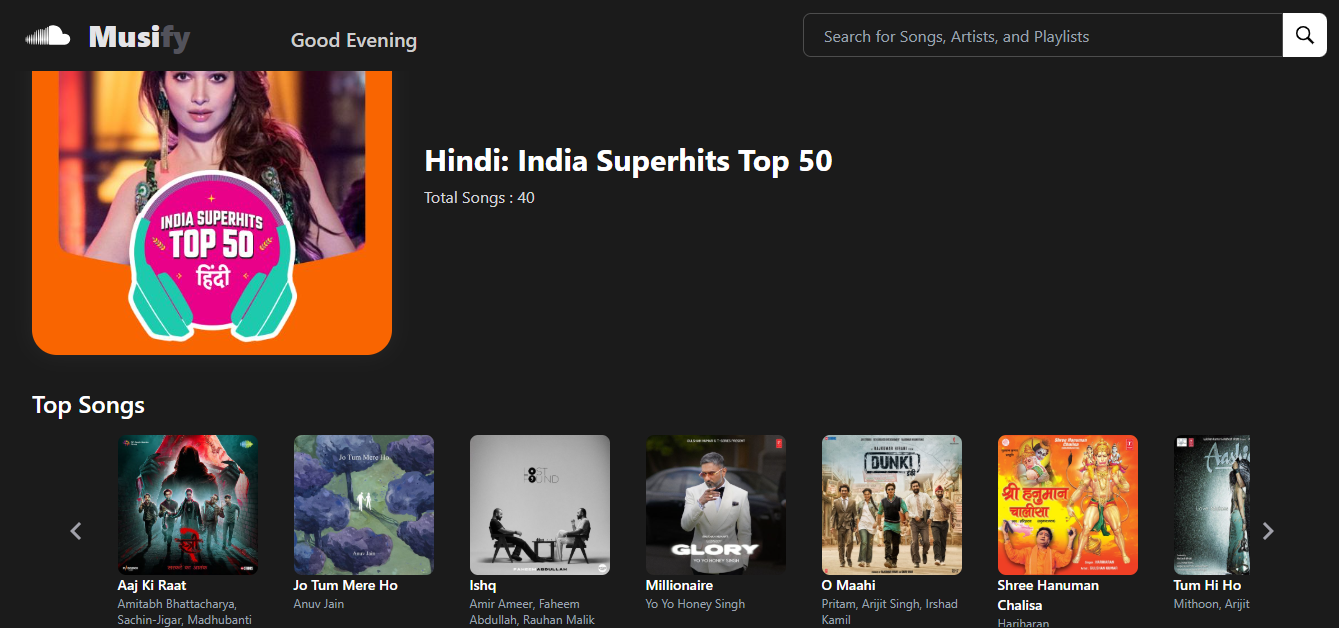 Musify
Good Evening
Search for Songs, Artists, and Playlists
INDIA SUPERHITS
TOP 50
हिंदी
Hindi: India Superhits Top 50
Total Songs : 40
Top Songs
Jo Tum Mere Ho
Anuv Jain
GLORY
YO YO HONEY SINGH
DUNKI
Shree Hanuman
Chalisa
श्री हनुमान
चालीसा
Aaj Ki Raat
Amitabh Bhattacharya,
Sachin-Jigar, Madhubanti
Jo Tum Mere Ho
Anuv Jain
Ishq
Amir Ameer, Faheem
Abdullah, Rauhan Malik
Millionaire
Yo Yo Honey Singh
O Maahi
Pritam, Arijit Singh, Irshad
Kamil
Shree Hanuman
Chalisa
Hariharan
Tum Hi Ho
Mithoon, Arijit